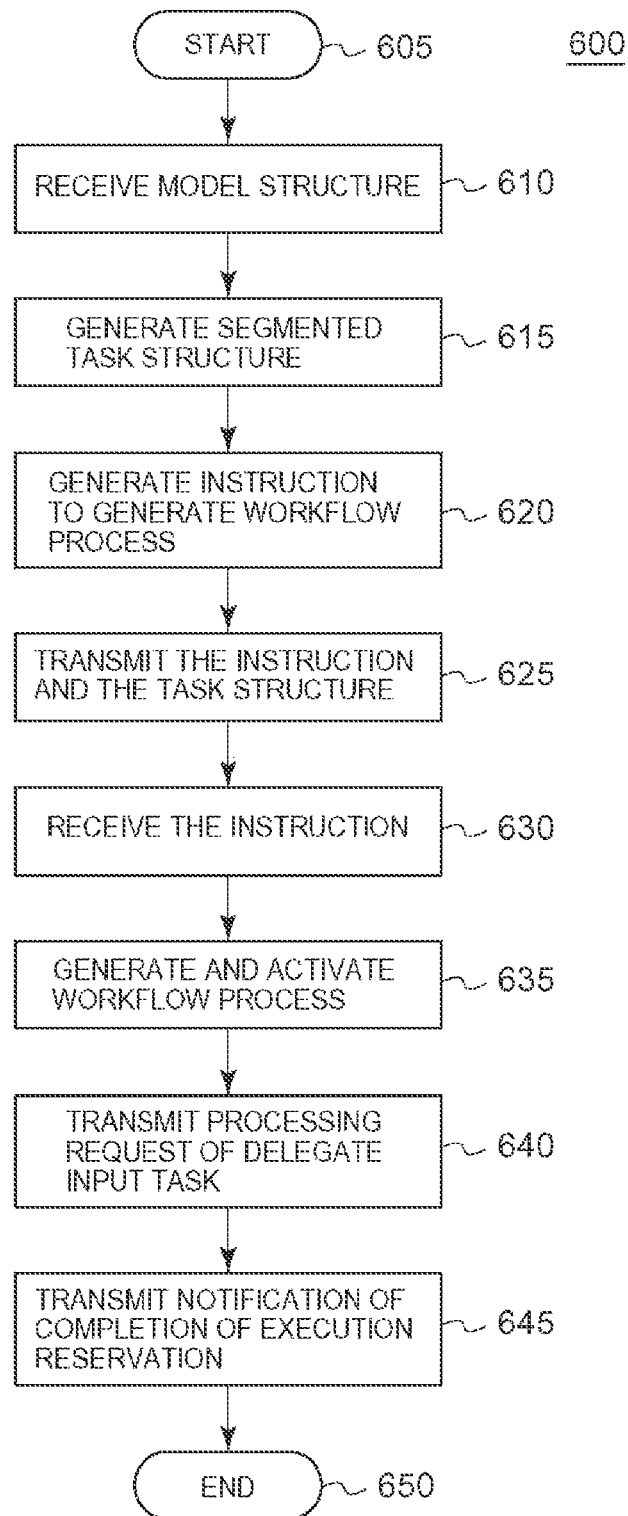 START
605
600
RECEIVE MODEL STRUCTURE
610
GENERATE SEGMENTED
TASK STRUCTURE
615
GENERATE INSTRUCTION
TO GENERATE WORKFLOW
PROCESS
620
TRANSMIT THE INSTRUCTION
AND THE TASK STRUCTURE
625
RECEIVE THE INSTRUCTION
630
GENERATE AND ACTIVATE
WORKFLOW PROCESS
635
TRANSMIT PROCESSING
REQUEST OF DELEGATE
INPUT TASK
640
TRANSMIT NOTIFICATION OF
COMPLETION OF EXECUTION
RESERVATION
645
END
650